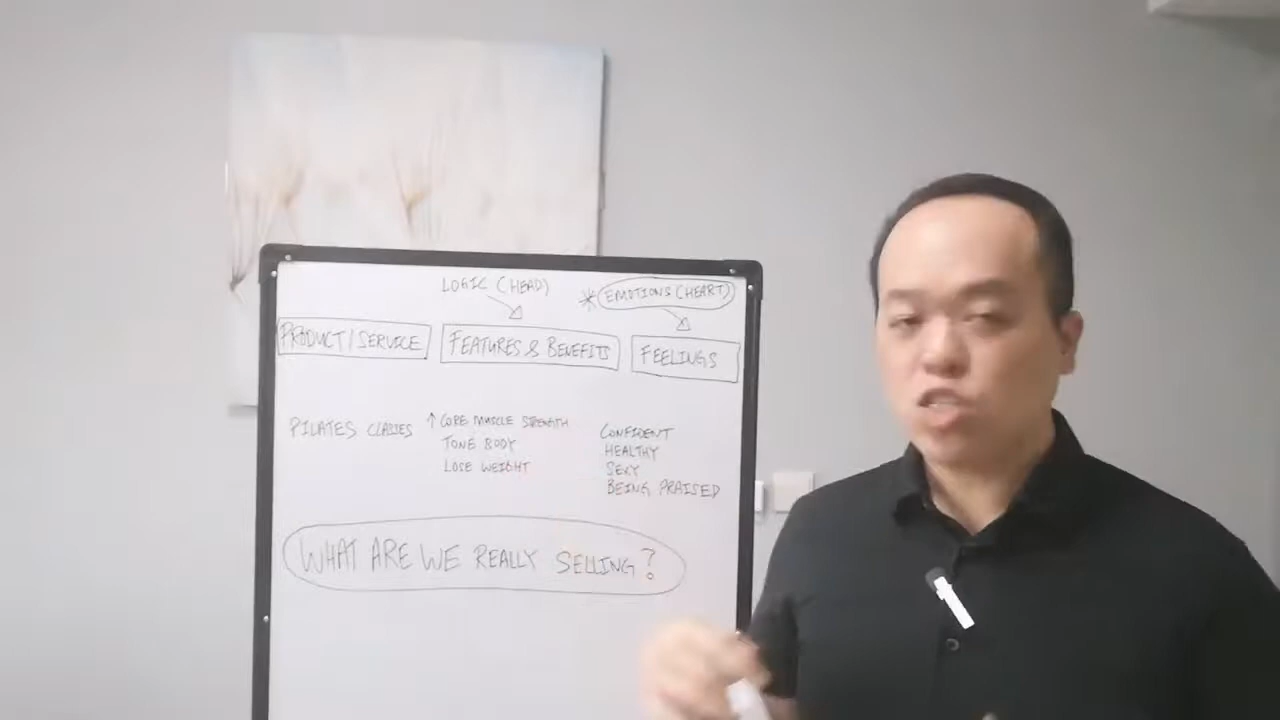 LOGIC (HEAD)
* EMOTIONS (HEART)
PRODUCT/SERVICE
FEATURES & BENEFITS
FEELINGS
PILATES CLASSES
↑ CORE MUSCLE STRENGTH
TONE BODY
LOSE WEIGHT
CONFIDENT
HEALTHY
SEXY
BEING PRAISED
WHAT ARE WE REALLY SELLING?